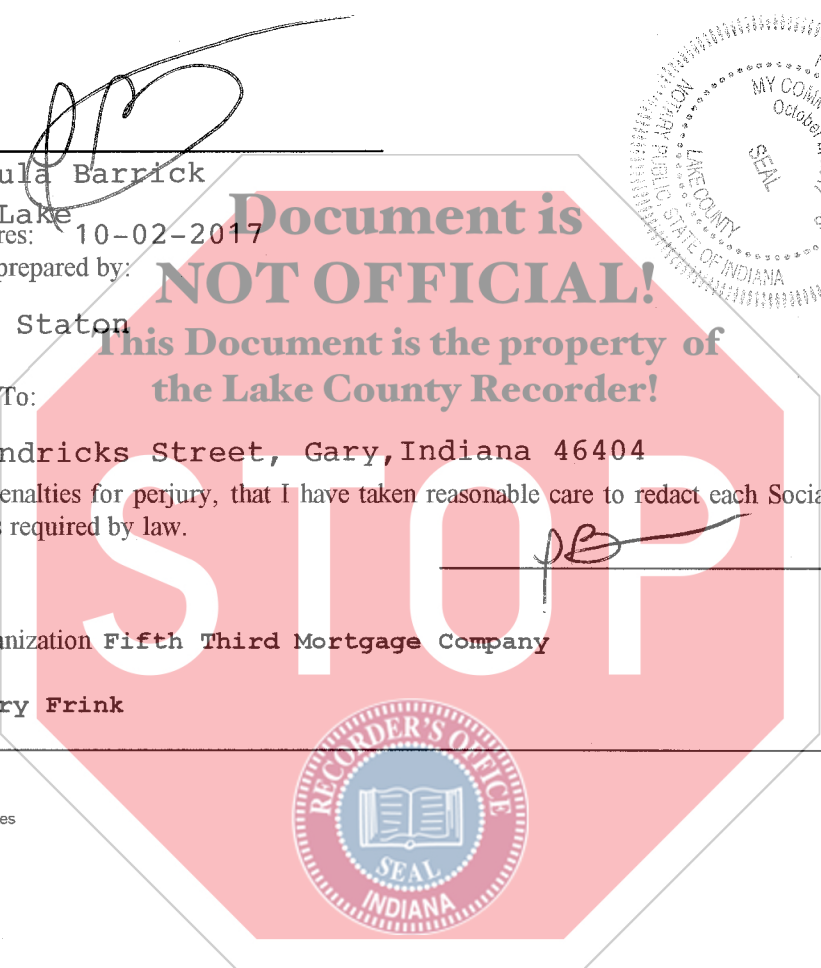 ula Barrick
Lake
res: 10-02-2017
prepared by:
Staton
To:
ndricks Street, Gary, Indiana 46404
enalties for perjury, that I have taken reasonable care to redact each Socia
s required by law.
anization Fifth Third Mortgage Company
ry Frink
es
Document is
NOT OFFICIAL!
This Document is the property of
the Lake County Recorder!
STOP
RECORDER'S OFFICE
SEAL
INDIANA
NOTARY PUBLIC, STATE OF INDIANA
MY COMM
October
SEAL
LAKE COUNTY